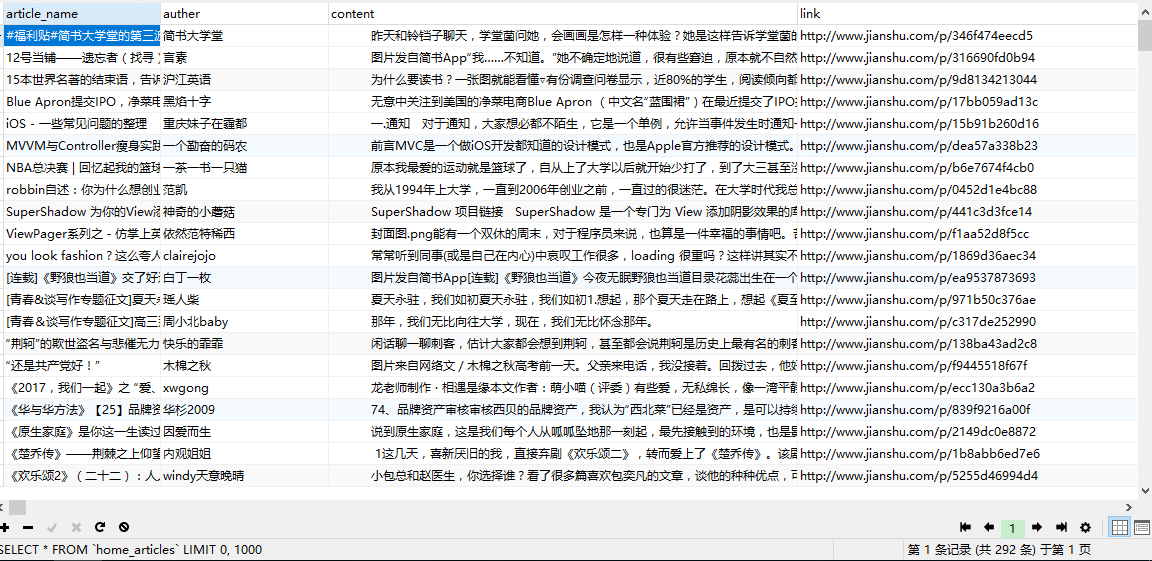 article_name auther content link
#福利贴#简书大学堂的第三波 简书大学堂 昨天和铃铛子聊天，学堂菌问她，会画画是怎样一种体验？她是这样告诉学堂菌的 http://www.jianshu.com/p/346f474eecd5
12号当铺——遗忘者（找寻） 言素 图片发自简书App“我……不知道。”她不确定地说道，很有些窘迫，原本就不自然 http://www.jianshu.com/p/316690fd0b94
15本世界名著的结束语，告诉 沪江英语 为什么要读书？一张图就能看懂▿有份调查问卷显示，近80%的学生，阅读倾向都 http://www.jianshu.com/p/9d8134213044
Blue Apron提交IPO，净菜电 黑焰十字 无意中关注到美国的净菜电商Blue Apron （中文名“蓝围裙”）在最近提交了IPO http://www.jianshu.com/p/17bb059ad13c
iOS - 一些常见问题的整理 重庆妹子在霾都 一.通知 对于通知，大家想必都不陌生，它是一个单例，允许当事件发生时通知 http://www.jianshu.com/p/15b91b260d16
MVVM与Controller瘦身实践 一个勤奋的码农 前言MVC是一个做iOS开发都知道的设计模式，也是Apple官方推荐的设计模式。 http://www.jianshu.com/p/dea57a338b23
NBA总决赛 | 回忆起我的篮球 一茶一书一只猫 原本我最爱的运动就是篮球了，自从上了大学以后就开始少打了，到了大三甚至没 http://www.jianshu.com/p/b6e7674f4cb0
robbin自述：你为什么想创业 范凯 我从1994年上大学，一直到2006年创业之前，一直过的很迷茫。在大学时代我总 http://www.jianshu.com/p/0452d1e4bc88
SuperShadow 为你的View添 神奇的小蘑菇 SuperShadow 项目链接 SuperShadow 是一个专门为 View 添加阴影效果的库 http://www.jianshu.com/p/441c3d3fce14
ViewPager系列之 - 仿掌上英 依然范特稀西 封面图.png能有一个双休的周末，对于程序员来说，也算是一件幸福的事情吧。 http://www.jianshu.com/p/f1aa52d8f5cc
you look fashion？这么夸人 clairejojo 常常听到同事(或是自己在内心)中哀叹工作很多，loading 很重吗？这样讲其实不 http://www.jianshu.com/p/1869d36aec34
[连载]《野狼也当道》交了好 白丁一枚 图片发自简书App[连载]《野狼也当道》今夜无眠野狼也当道目录花蕊出生在一个 http://www.jianshu.com/p/ea9537873693
[青春&谈写作专题征文]夏天 瑶人柴 夏天永驻，我们如初夏天永驻，我们如初1.想起，那个夏天走在路上，想起《夏至 http://www.jianshu.com/p/971b50c376ae
[青春＆谈写作专题征文]高三 周小北baby 那年，我们无比向往大学，现在，我们无比怀念那年。 http://www.jianshu.com/p/c317de252990
“荆轲”的欺世盗名与悲催无力 快乐的霏霏 闲话聊一聊刺客，估计大家都会想到荆轲，甚至都会说荆轲是历史上最有名的刺客 http://www.jianshu.com/p/138ba43ad2c8
“还是共产党好！” 木棉之秋 图片来自网络文 / 木棉之秋高考前一天。父亲来电话，我没接着。回拨过去，他 http://www.jianshu.com/p/f9445518f67f
《2017，我们一起》之 “爱、 xwgong 龙老师制作・相遇是缘本文作者：萌小喵（评委）有些爱，无私绵长，像一湾平静 http://www.jianshu.com/p/ecc130a3b6a2
《华与华方法》【25】品牌资 华杉2009 74、品牌资产审核审核西贝的品牌资产，我认为“西北菜”已经是资产，是可以持续 http://www.jianshu.com/p/839f9216a00f
《原生家庭》是你这一生读过 因爱而生 说到原生家庭，这是我们每个人从呱呱坠地那一刻起，最先接触到的环境，也是 http://www.jianshu.com/p/2149dc0e8872
《楚乔传》——荆棘之上仰望 内观姐姐 1这几天，喜新厌旧的我，直接弃剧《欢乐颂二》，转而爱上了《楚乔传》。该剧 http://www.jianshu.com/p/1b8abb6ed7e6
《欢乐颂2》（二十二）：人 windy天意晚晴 小包总和赵医生，你选择谁？看了很多篇喜欢包奕凡的文章，谈他的种种优点，可 http://www.jianshu.com/p/5255d46994d4
1
SELECT * FROM `home_articles` LIMIT 0, 1000 第 1 条记录 (共 292 条) 于第 1 页